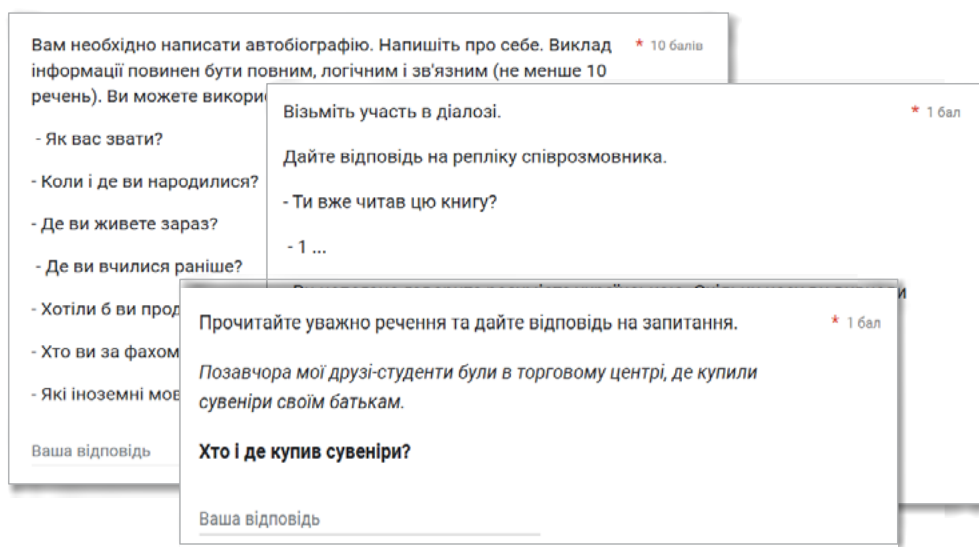 Вам необхідно написати автобіографію. Напишіть про себе. Виклад
* 10 балів
інформації повинен бути повним, логічним і зв'язним (не менше 10
речень). Ви можете
- Як вас звати?
- Коли і де ви народилися?
- Де ви живете зараз?
- Де ви вчилися раніше?
- Хотіли б ви
- Хто ви за фахом
- Які іноземні
Ваша відповідь
Візьміть участь в діалозі.
* 1 бал
Дайте відповідь на репліку співрозмовника.
- Ти вже читав цю книгу?
- 1 ...
Прочитайте уважно речення та дайте відповідь на запитання.
* 1 бал
Позавчора мої друзі-студенти були в торговому центрі, де купили
сувеніри своїм батькам.
Хто і де купив сувеніри?
Ваша відповідь